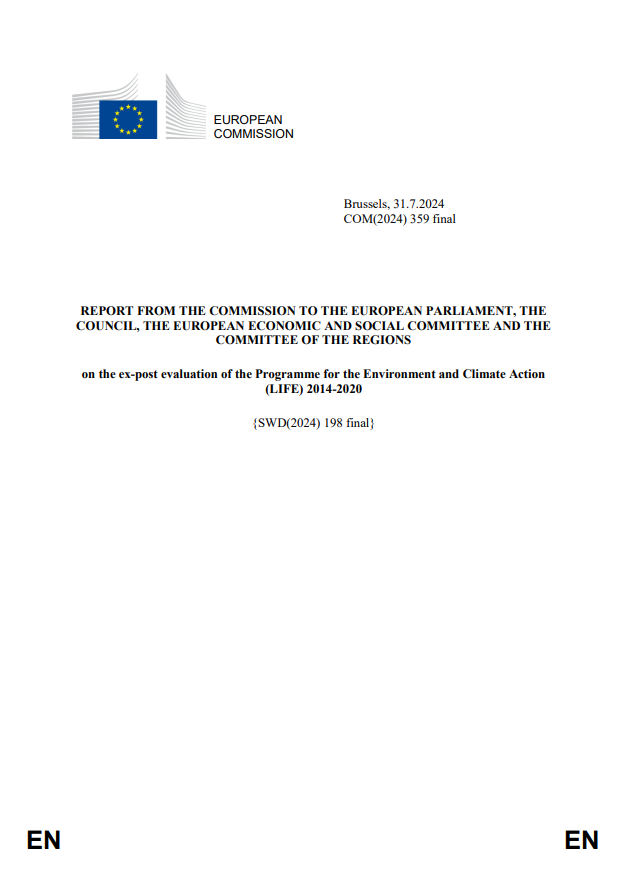 EUROPEAN
COMMISSION
Brussels, 31.7.2024
COM(2024) 359 final
REPORT FROM THE COMMISSION TO THE EUROPEAN PARLIAMENT, THE
COUNCIL, THE EUROPEAN ECONOMIC AND SOCIAL COMMITTEE AND THE
COMMITTEE OF THE REGIONS
on the ex-post evaluation of the Programme for the Environment and Climate Action
(LIFE) 2014-2020
{SWD(2024) 198 final}
EN EN